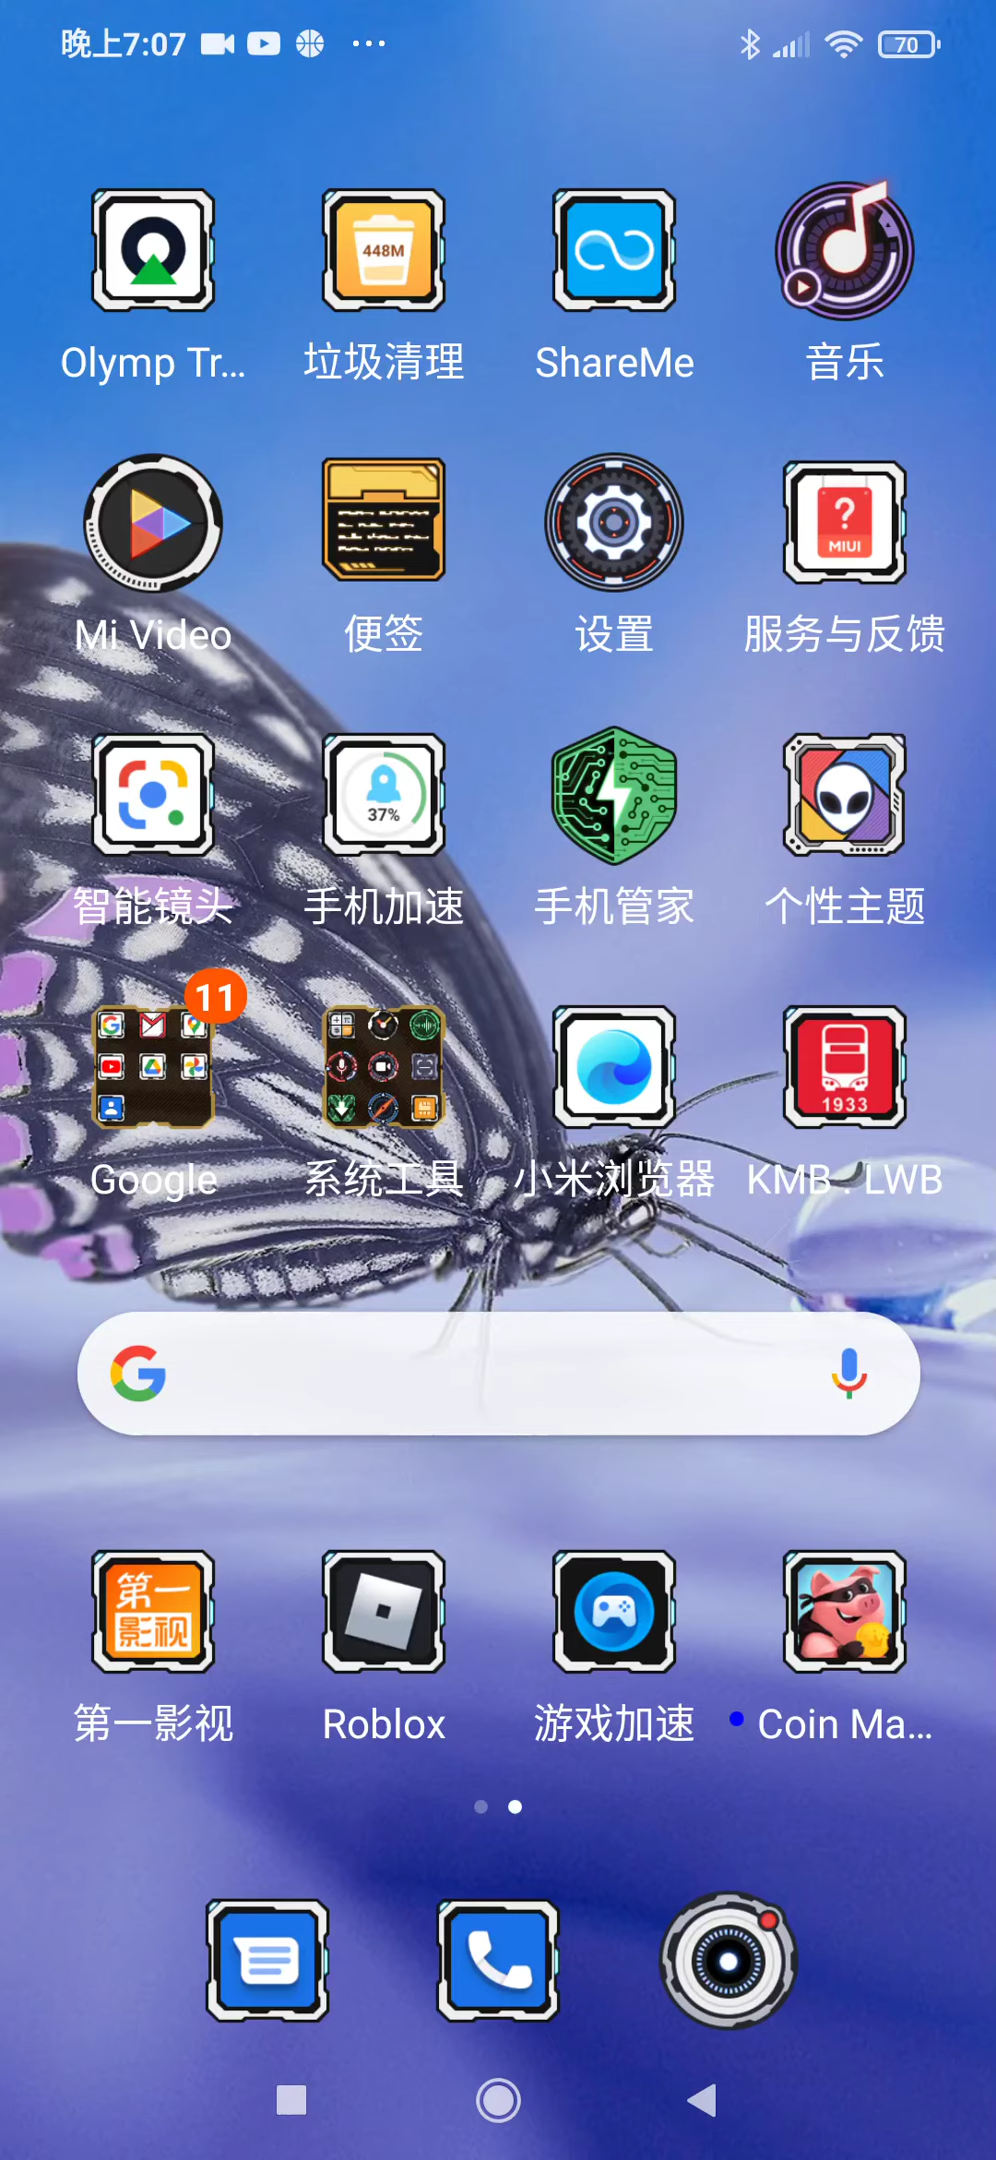 晚上7:07
70
448M
Olymp Tr...
垃圾清理
ShareMe
音乐
?
MIUI
Mi Video
便签
设置
服务与反馈
37%
智能镜头
手机加速
手机管家
个性主题
11
1933
Google
系统工具
小米浏览器
KMB . LWB
第一
影视
第一影视
Roblox
游戏加速
Coin Ma...